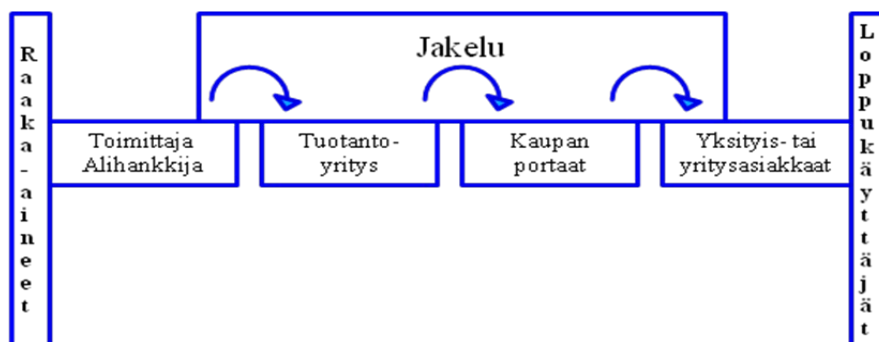 Raaka-aineet
Jakelu
Toimittaja
Alihankkija
Tuotanto-
yritys
Kaupan
portaat
Yksityis- tai
yritysasiakkaat
Loppukäyttäjät